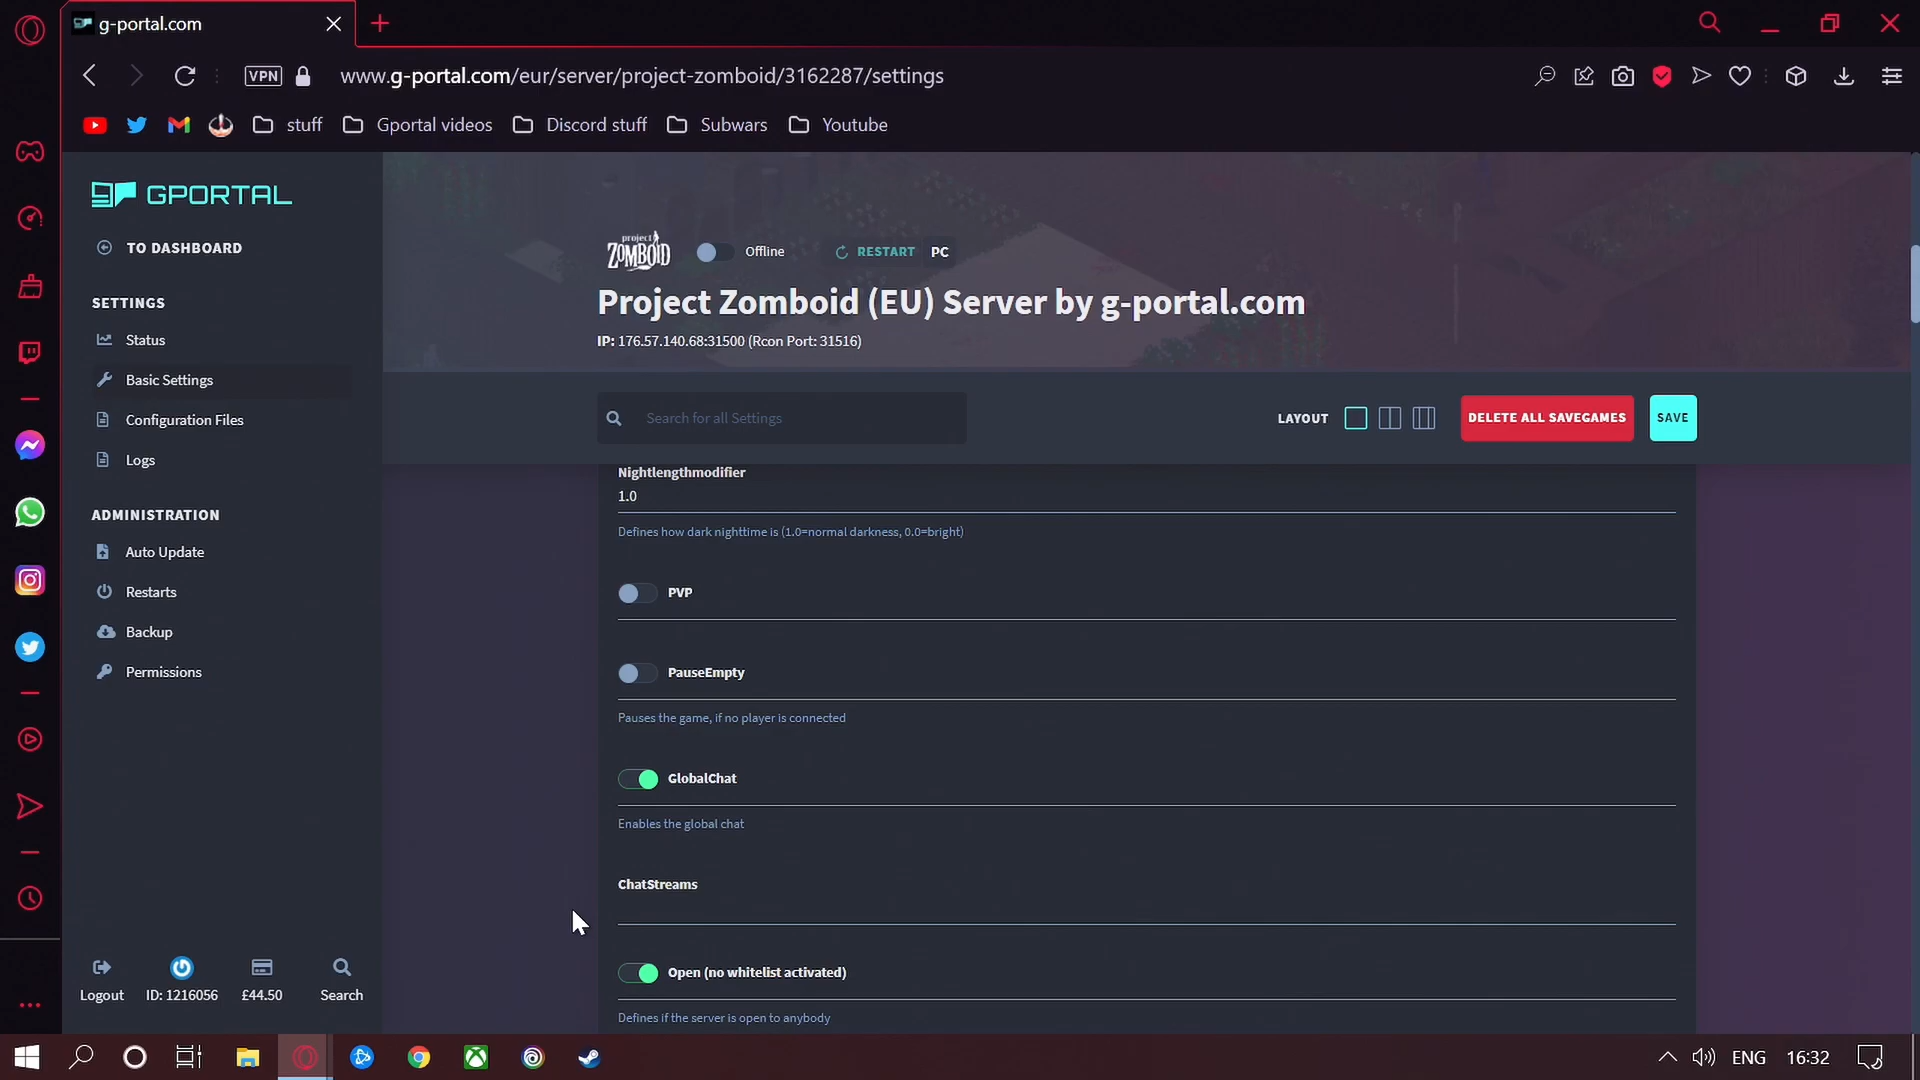 g-portal.com
VPN
www.g-portal.com/eur/server/project-zomboid/3162287/settings
stuff
Gportal videos
Discord stuff
Subwars
Youtube
GPORTAL
TO DASHBOARD
SETTINGS
Status
Basic Settings
Configuration Files
Logs
ADMINISTRATION
Auto Update
Restarts
Backup
Permissions
Logout
ID: 1216056
£44.50
Search
project
ZOMBOID
Offline
RESTART
PC
Project Zomboid (EU) Server by g-portal.com
IP: 176.57.140.68:31500 (Rcon Port: 31516)
Search for all Settings
LAYOUT
DELETE ALL SAVEGAMES
SAVE
Nightlengthmodifier
1.0
Defines how dark nighttime is (1.0=normal darkness, 0.0=bright)
PVP
PauseEmpty
Pauses the game, if no player is connected
GlobalChat
Enables the global chat
ChatStreams
Open (no whitelist activated)
Defines if the server is open to anybody
ENG
16:32